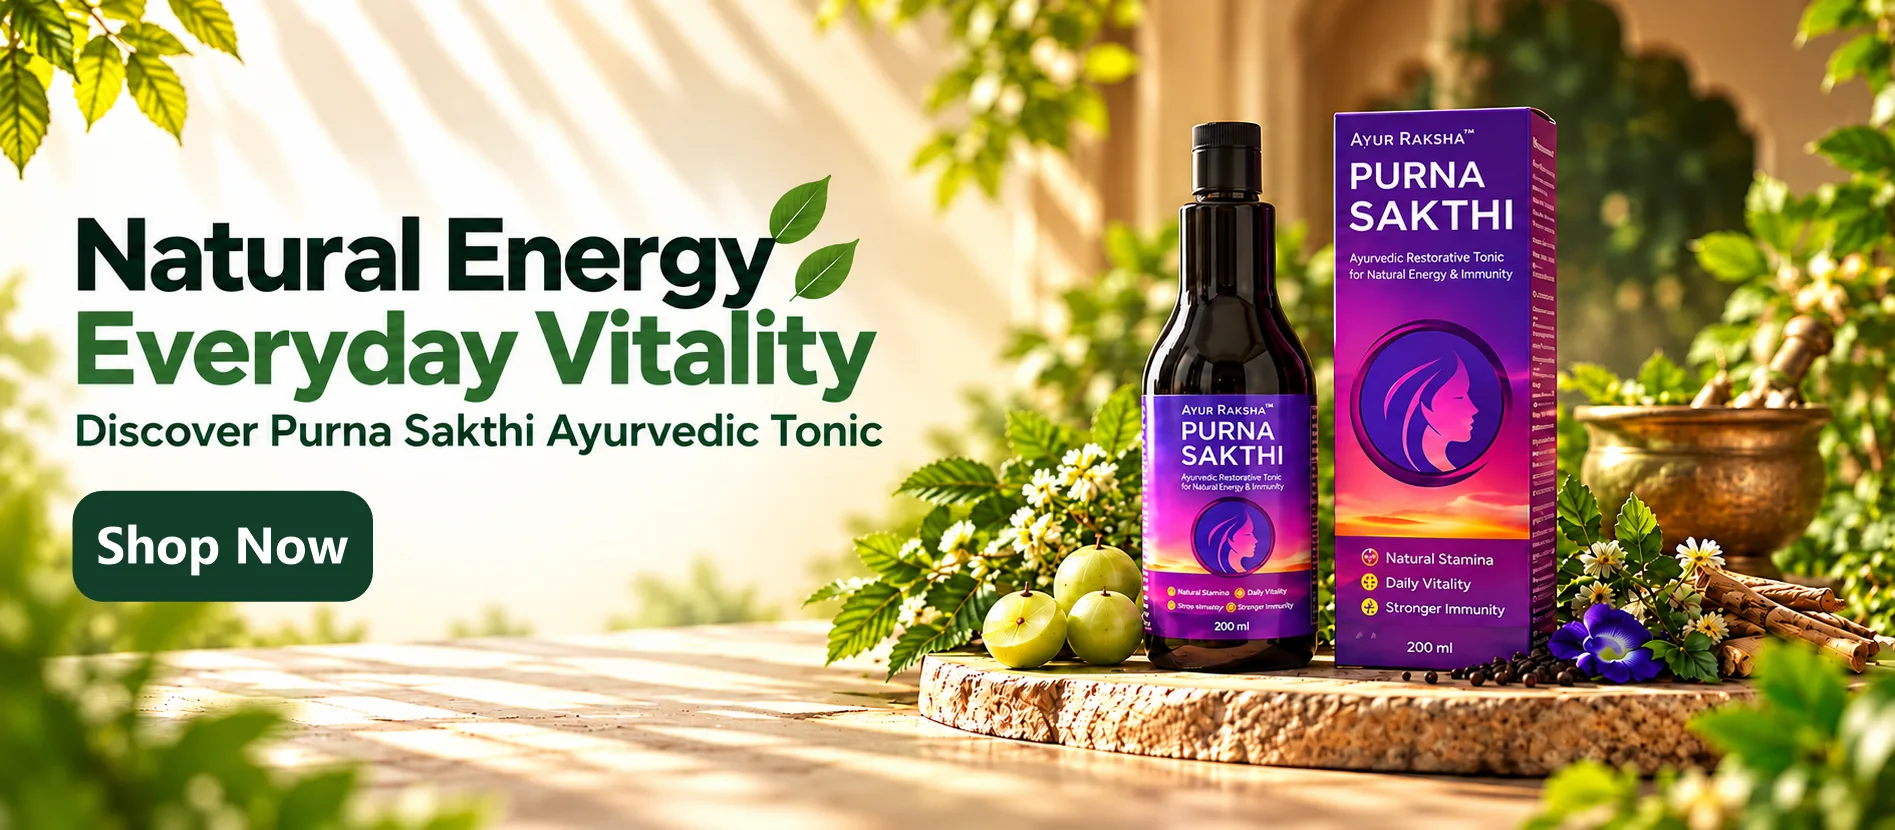 Natural Energy
Everyday Vitality
Discover Purna Sakthi Ayurvedic Tonic
Shop Now
AYUR RAKSHA™
PURNA
SAKTHI
Ayurvedic Restorative Tonic
for Natural Energy & Immunity
Natural Stamina Daily Vitality
Stronger Immunity
200 ml
AYUR RAKSHA™
PURNA
SAKTHI
Ayurvedic Restorative Tonic
for Natural Energy & Immunity
Natural Stamina
Daily Vitality
Stronger Immunity
200 ml